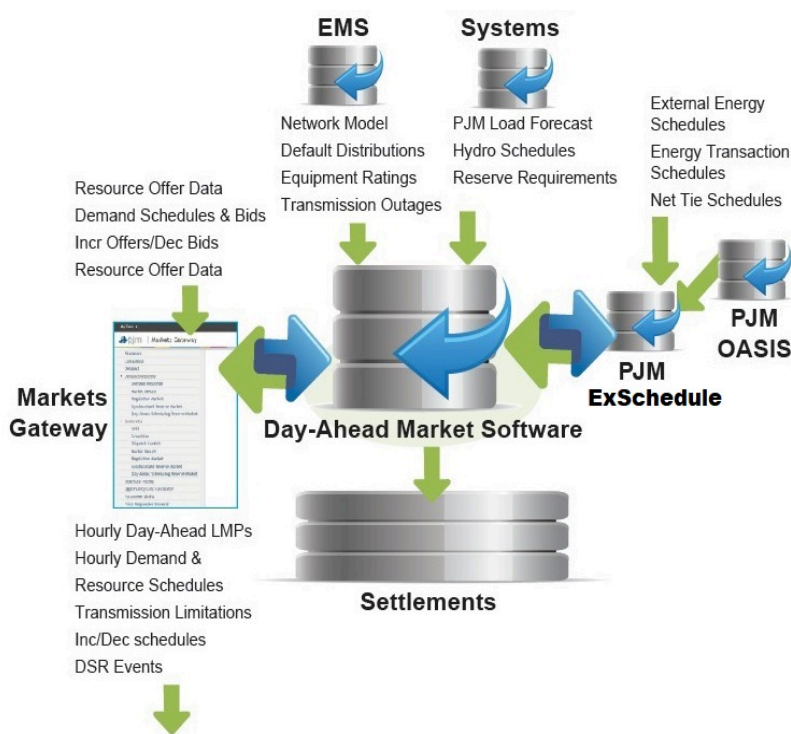 EMS
Systems
Network Model
Default Distributions
Equipment Ratings
Transmission Outages
PJM Load Forecast
Hydro Schedules
Reserve Requirements
External Energy
Schedules
Energy Transaction
Schedules
Net Tie Schedules
Resource Offer Data
Demand Schedules & Bids
Incr Offers/Dec Bids
Resource Offer Data
pjm | Markets Gateway
Markets
Gateway
Day-Ahead Market Software
PJM
ExSchedule
PJM
OASIS
Settlements
Hourly Day-Ahead LMPs
Hourly Demand &
Resource Schedules
Transmission Limitations
Inc/Dec schedules
DSR Events